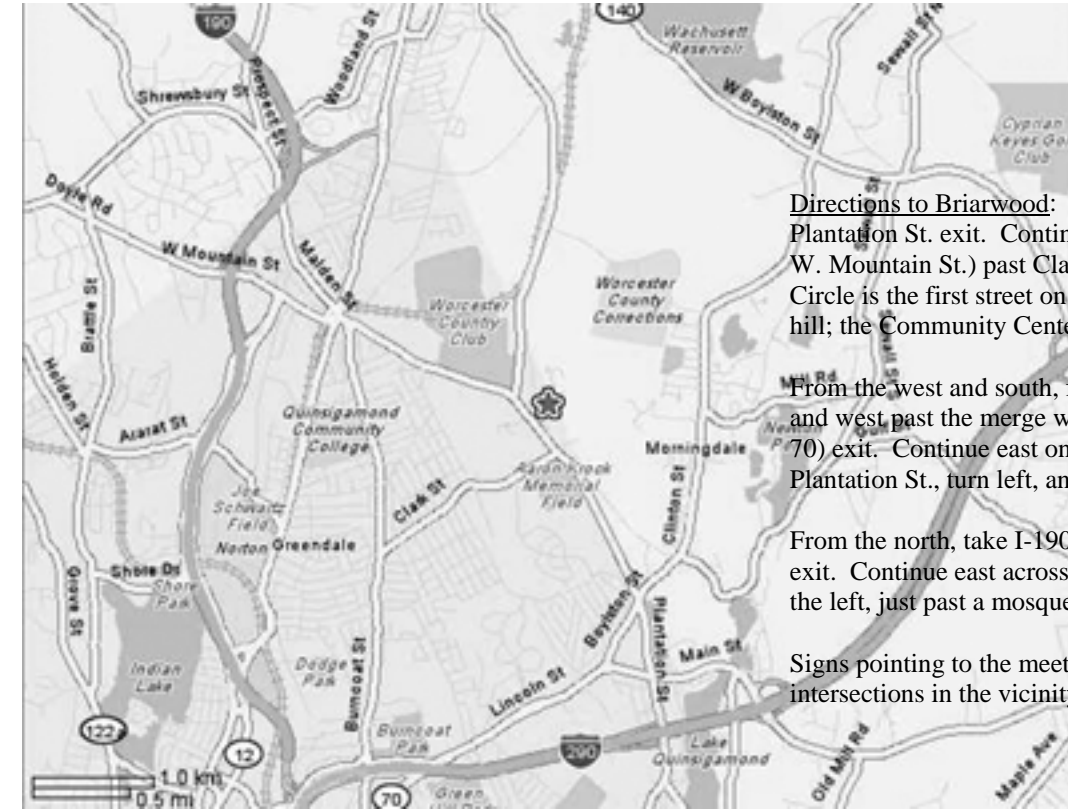 190
140
Wachusett
Reservoir
Sewall St N
Woodland St
Prospect St
Shrewsbury St
W Boylston St
Cyprian
Keyes Go
Club
Doyle Rd
Directions to Briarwood:
Plantation St. exit. Contin
W. Mountain St.) past Cla
Circle is the first street on
hill; the Community Cente
W Mountain St
Malden St
Worcester
Country
Club
Worcester
County
Corrections
Brattle St
Holden St
Mill Rd
From the west and south,
and west past the merge w
70) exit. Continue east on
Plantation St., turn left, an
Ararat St
Quinsigamond
Community
College
Morningdale
Aaron Krock
Memorial
Field
Clark St
Clinton St
Joe
Schwartz
Field
Norton
Greendale
From the north, take I-190
exit. Continue east across
the left, just past a mosque
Shore Dr
Shore
Park
Grove St
Boylston St
Plantation St
Main St
Indian
Lake
Dodge
Park
Burncoat St
Lincoln St
Signs pointing to the meet
intersections in the vicinity
122
12
Burncoat
Park
290
Lake
Quinsigamond
Old Mill Rd
Maple Ave
1.0 km
0.5 mi
70
Green